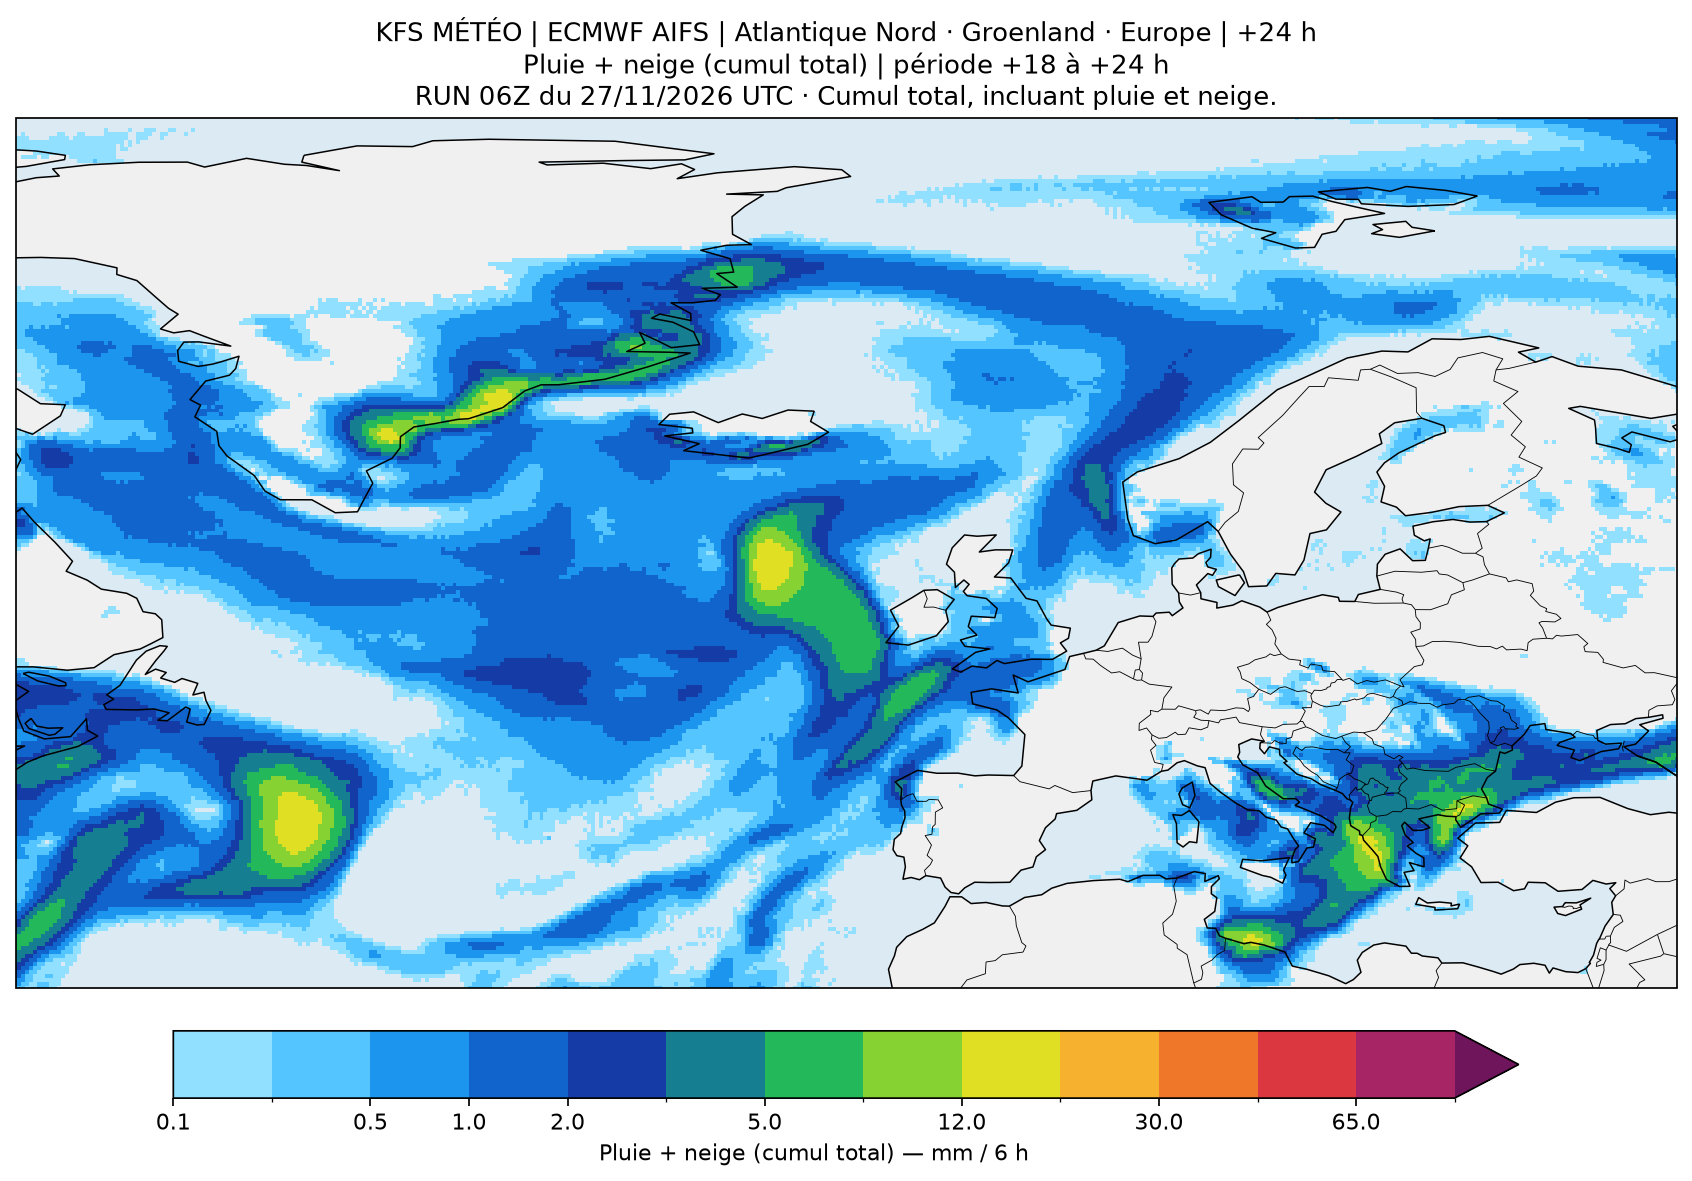 KFS MÉTÉO | ECMWF AIFS | Atlantique Nord · Groenland · Europe | +24 h
Pluie + neige (cumul total) | période +18 à +24 h
RUN 06Z du 27/11/2026 UTC · Cumul total, incluant pluie et neige.
0.1 0.5 1.0 2.0 5.0 12.0 30.0 65.0
Pluie + neige (cumul total) — mm / 6 h